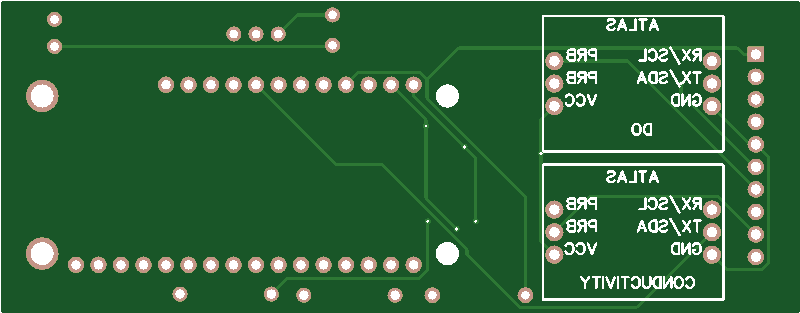 ATLAS
PRB RX/SCL
PRB TX/SDA
VCC GND
DO
ATLAS
PRB RX/SCL
PRB TX/SDA
VCC GND
CONDUCTIVITY